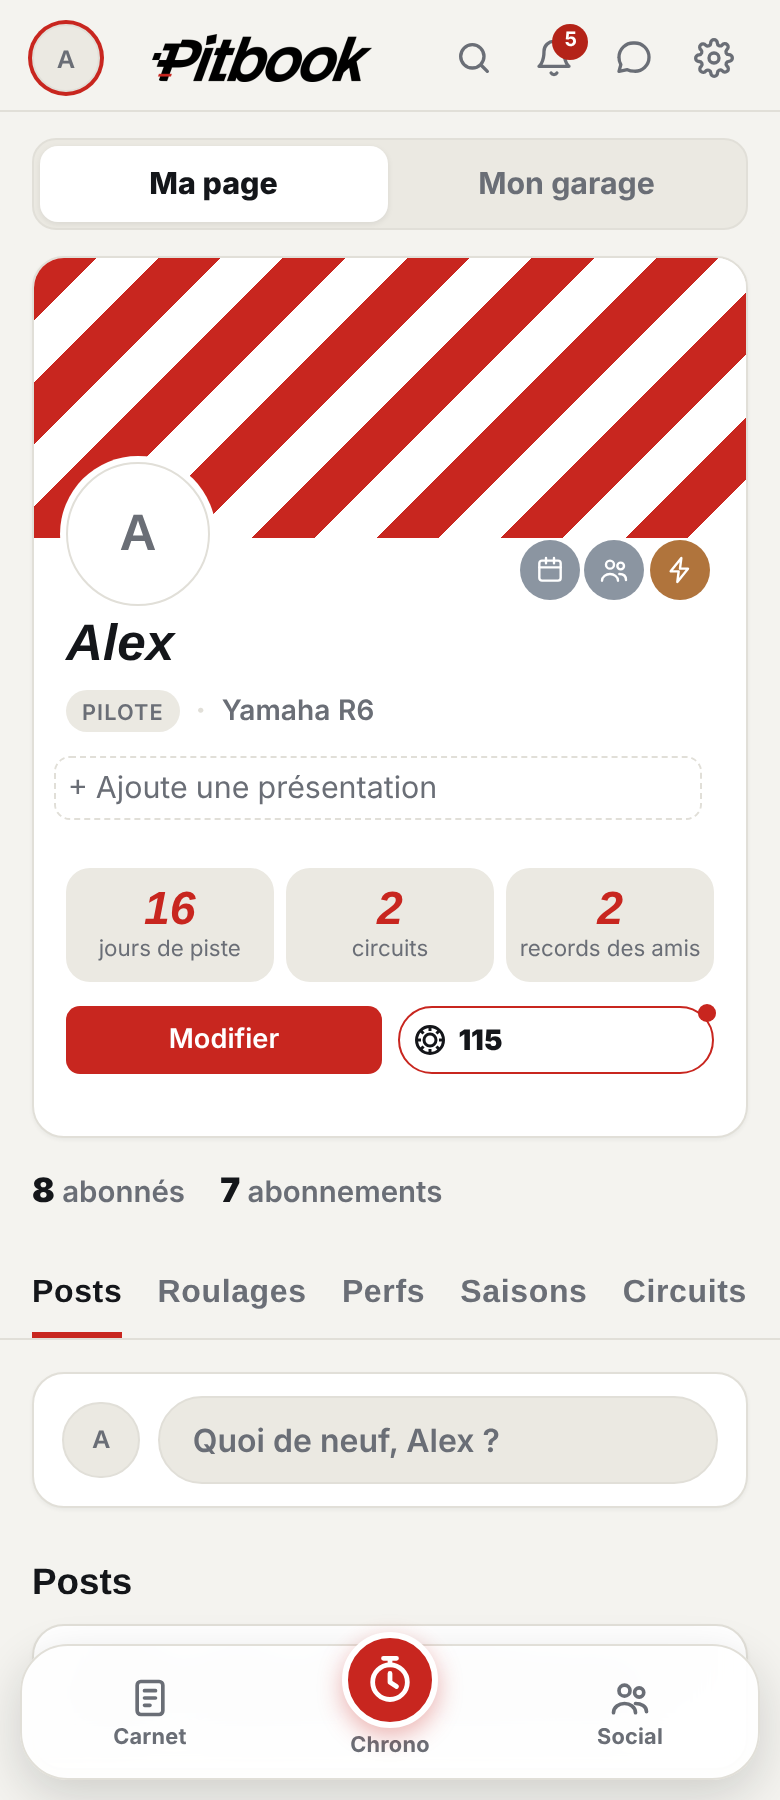 A Pitbook 5
Ma page Mon garage
A
Alex
PILOTE · Yamaha R6
+ Ajoute une présentation
16 2 2
jours de piste circuits records des amis
Modifier 115
8 abonnés 7 abonnements
Posts Roulages Perfs Saisons Circuits
A Quoi de neuf, Alex ?
Posts
Carnet Chrono Social